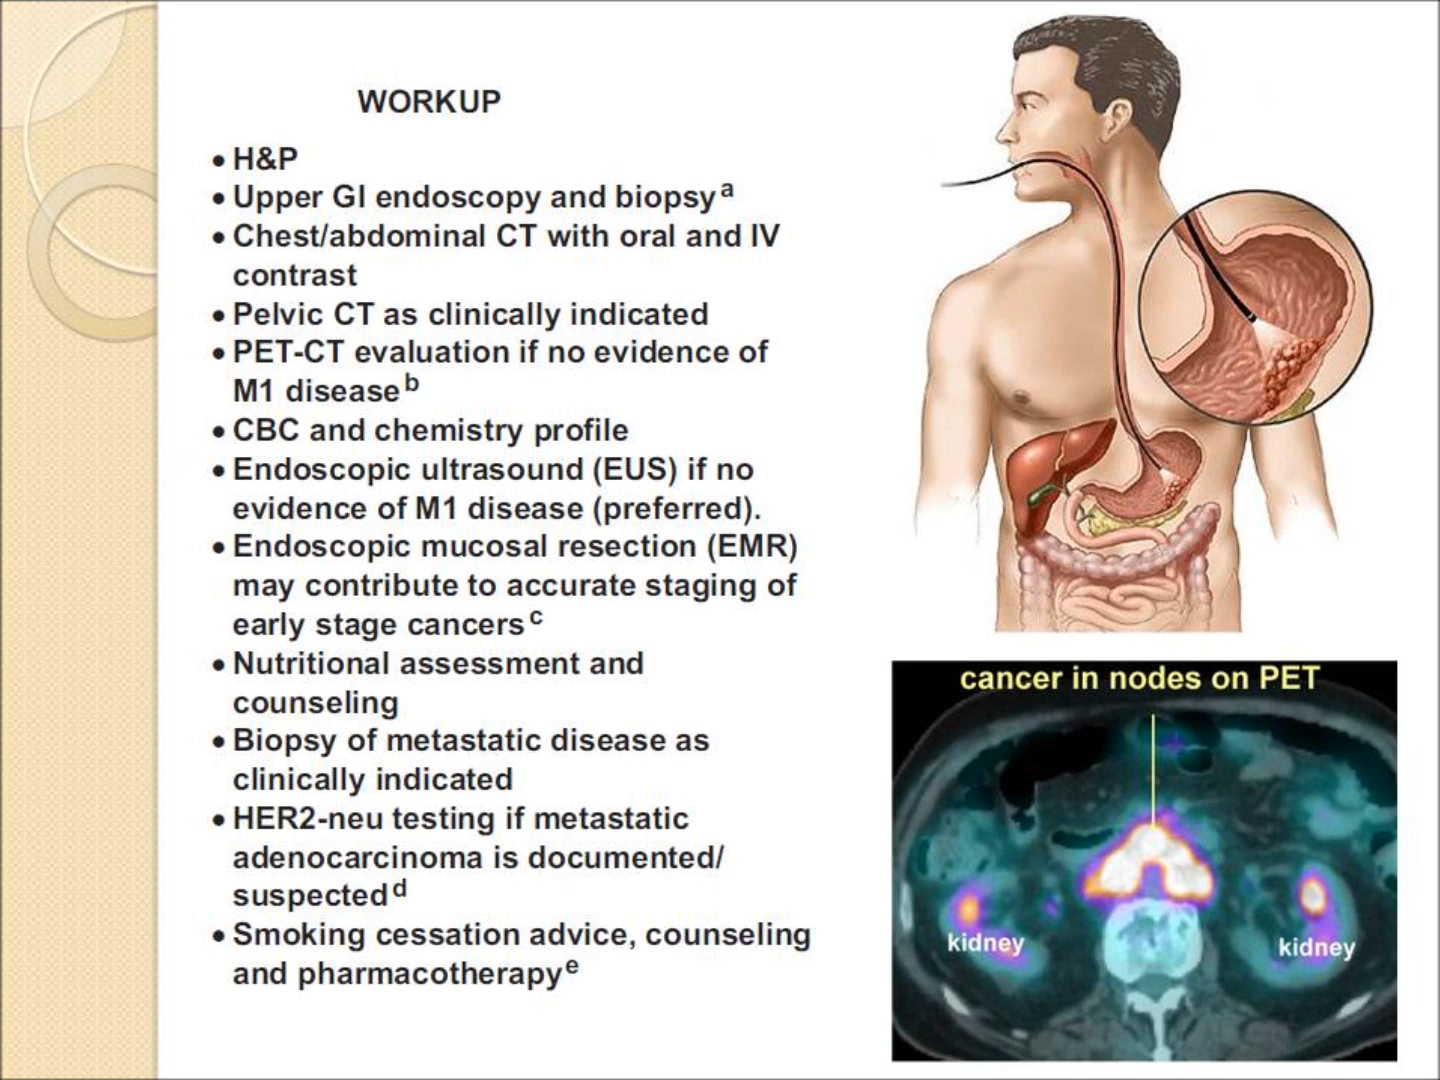 WORKUP
• H&P
• Upper GI endoscopy and biopsy a
• Chest/abdominal CT with oral and IV
contrast
• Pelvic CT as clinically indicated
• PET-CT evaluation if no evidence of
M1 disease b
• CBC and chemistry profile
• Endoscopic ultrasound (EUS) if no
evidence of M1 disease (preferred).
• Endoscopic mucosal resection (EMR)
may contribute to accurate staging of
early stage cancers c
• Nutritional assessment and
counseling
• Biopsy of metastatic disease as
clinically indicated
• HER2-neu testing if metastatic
adenocarcinoma is documented/
suspected d
• Smoking cessation advice, counseling
and pharmacotherapy e
cancer in nodes on PET
kidney
kidney